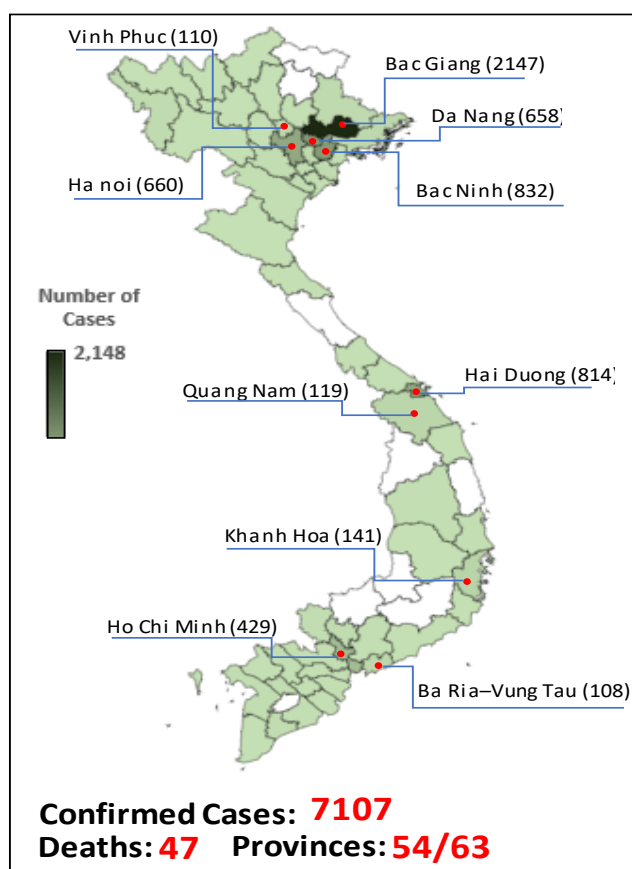 Vinh Phuc (110)
Bac Giang (2147)
Da Nang (658)
Ha noi (660)
Bac Ninh (832)
Number of
Cases
2,148
Hai Duong (814)
Quang Nam (119)
Khanh Hoa (141)
Ho Chi Minh (429)
Ba Ria–Vung Tau (108)
Confirmed Cases: 7107
Deaths: 47 Provinces: 54/63